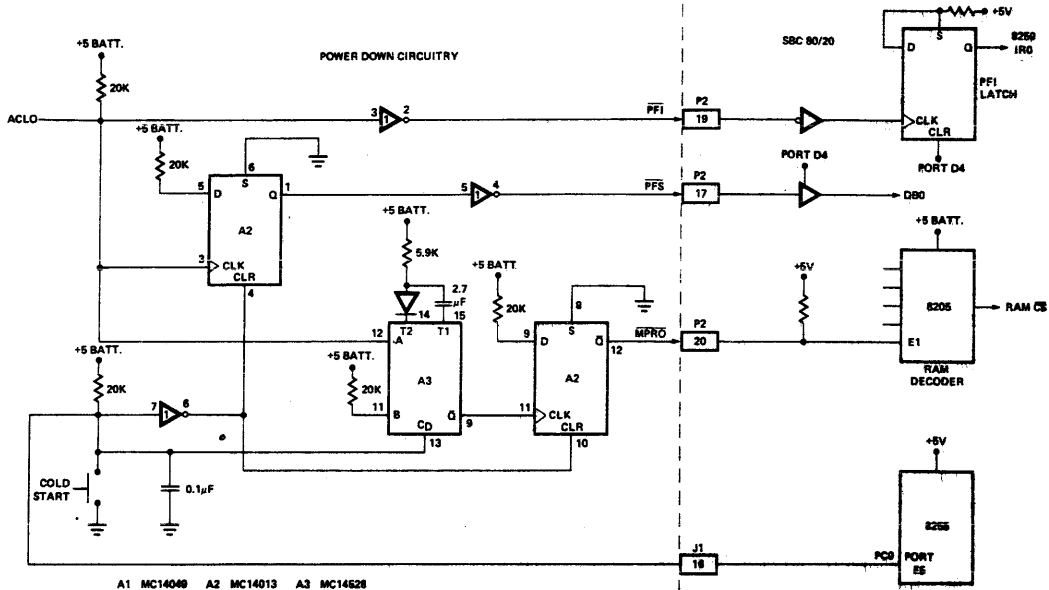 +5V
+5 BATT.
POWER DOWN CIRCUITRY
SBC 80/20
S
8259
IR0
D
Q
PFI
LATCH
20K
ACLO
3
1
2
PFI
P2
19
CLK
CLR
PORT D4
+5 BATT.
20K
6
S
5
D
Q
1
A2
5
1
4
PFS
P2
17
PORT D4
DB0
3
CLK
CLR
4
+5 BATT.
5.9K
2.7
µF
14
15
T2
T1
12
A
A3
+5 BATT.
20K
11
B
Q
9
CD
13
+5 BATT.
20K
8
S
9
D
Q
12
A2
11
CLK
CLR
10
MPRO
P2
20
+5V
+5 BATT.
8205
RAM CS
E1
RAM
DECODER
+5 BATT.
20K
7
1
6
COLD
START
0.1µF
+5V
8255
J1
16
PC0
PORT
E6
A1 MC14049 A2 MC14013 A3 MC14528